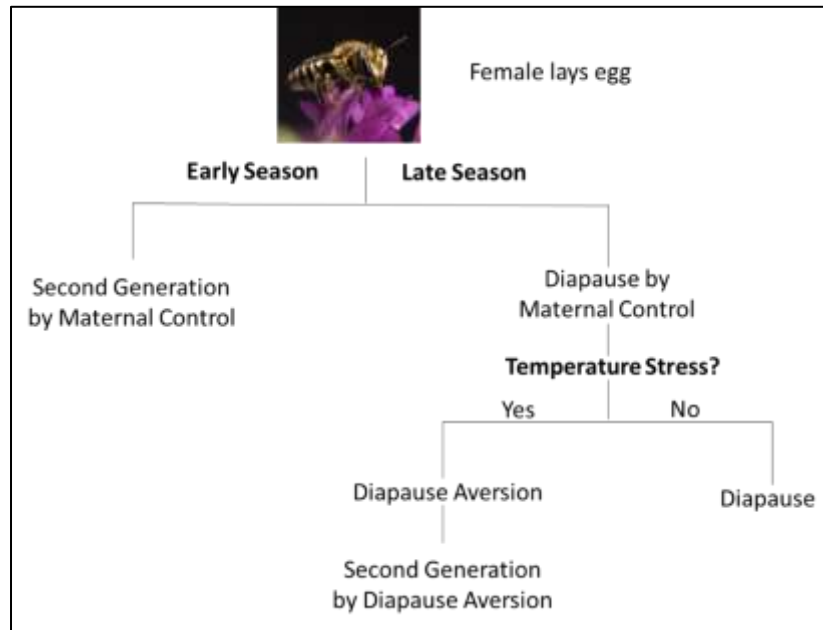 Female lays egg
Early Season
Late Season
Second Generation
by Maternal Control
Diapause by
Maternal Control
Temperature Stress?
Yes
No
Diapause Aversion
Diapause
Second Generation
by Diapause Aversion